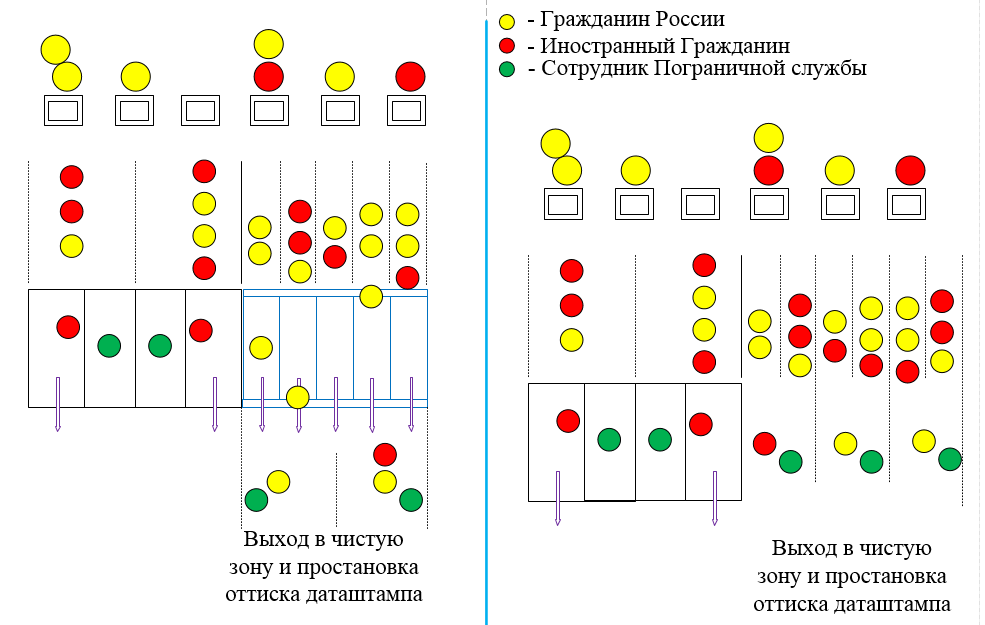 - Гражданин России
- Иностранный Гражданин
- Сотрудник Пограничной службы
Выход в чистую
зону и простановка
оттиска даташтампа
Выход в чистую
зону и простановка
оттиска даташтампа